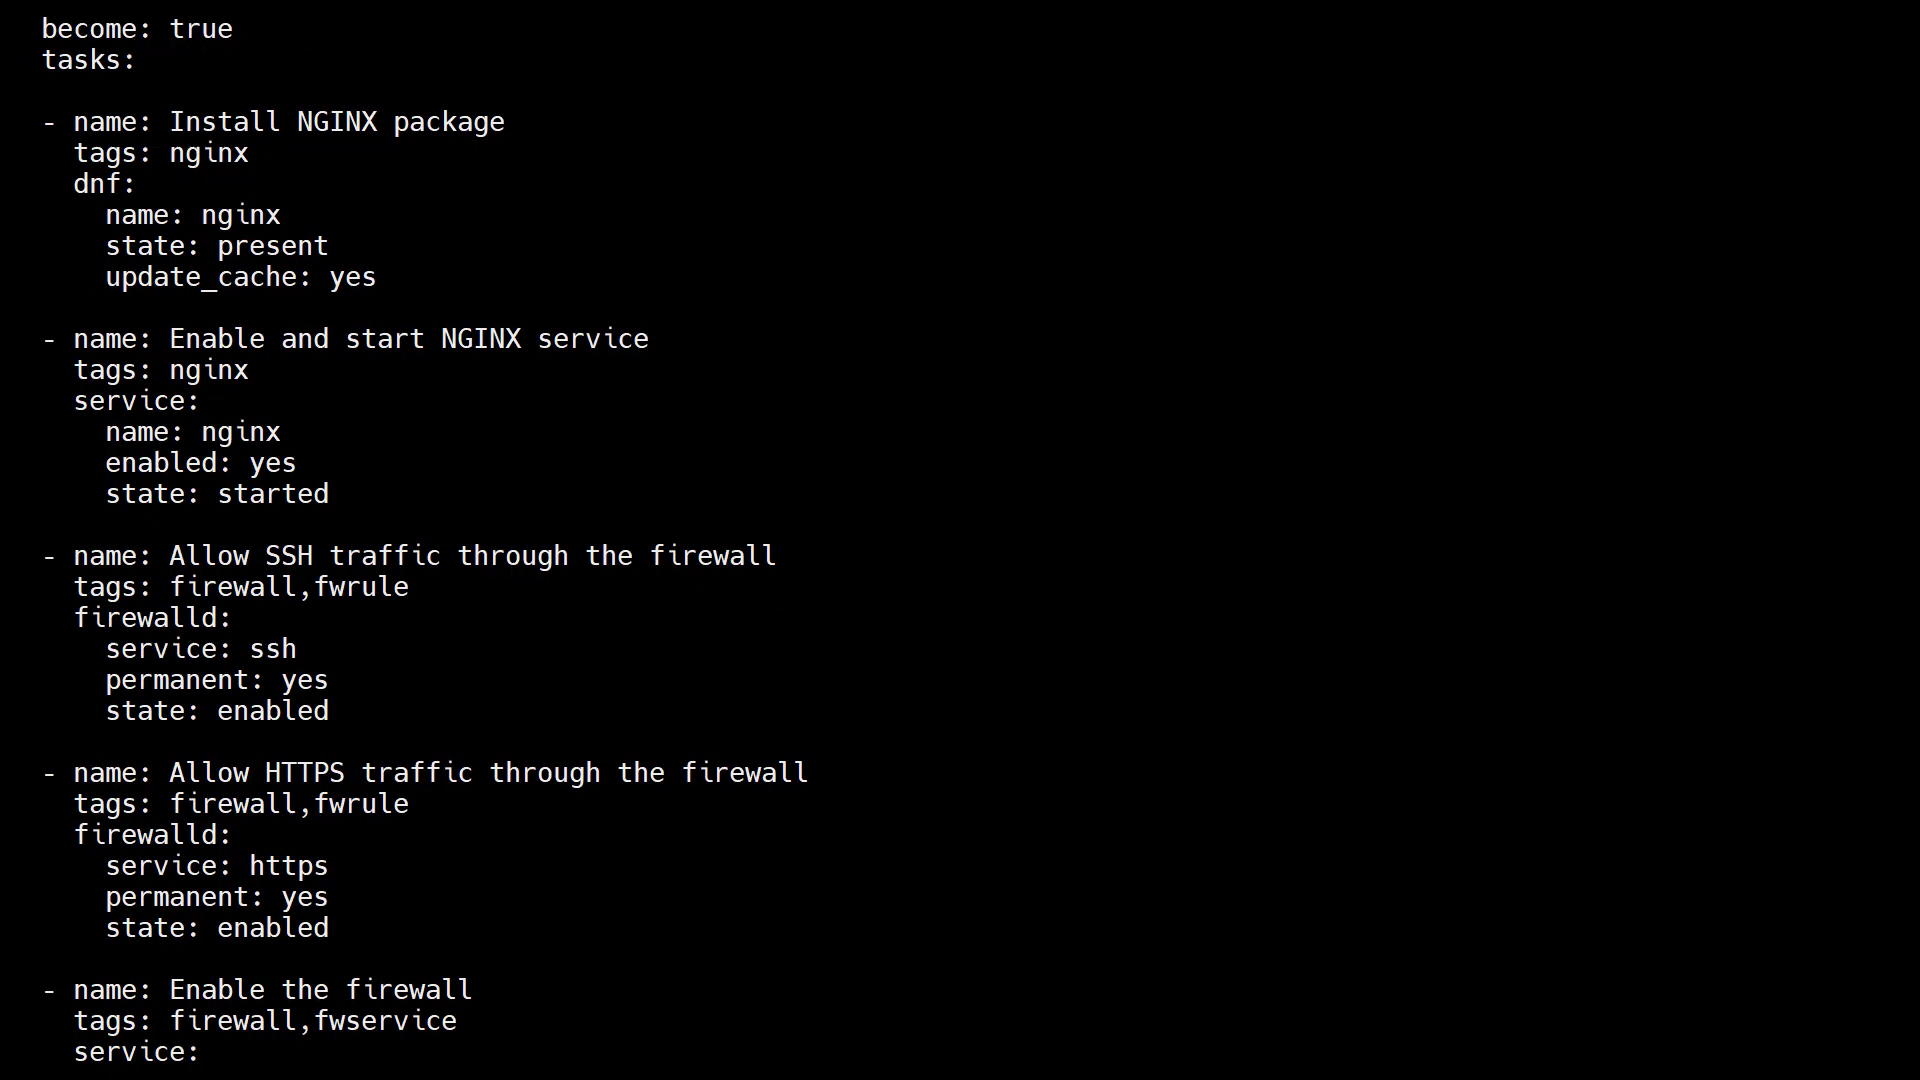 become: true
tasks:

- name: Install NGINX package
  tags: nginx
  dnf:
    name: nginx
    state: present
    update_cache: yes

- name: Enable and start NGINX service
  tags: nginx
  service:
    name: nginx
    enabled: yes
    state: started

- name: Allow SSH traffic through the firewall
  tags: firewall,fwrule
  firewalld:
    service: ssh
    permanent: yes
    state: enabled

- name: Allow HTTPS traffic through the firewall
  tags: firewall,fwrule
  firewalld:
    service: https
    permanent: yes
    state: enabled

- name: Enable the firewall
  tags: firewall,fwservice
  service: